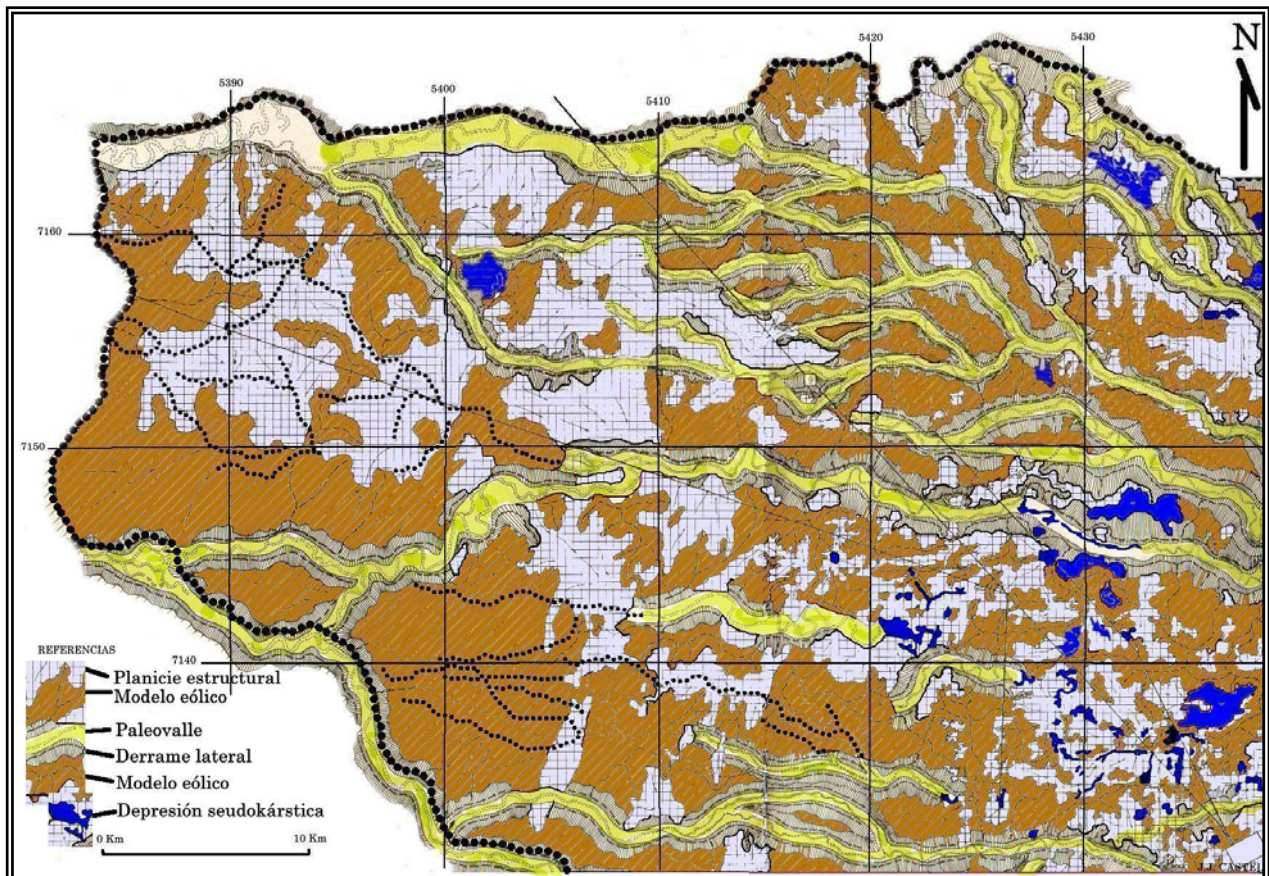 5420
5430
N
5390
5400
5410
7160
7150
7140
REFERENCIAS
Planicie estructural
Modelo eólico
Paleovalle
Derrame lateral
Modelo eólico
Depresión seudokárstica
0 Km
10 Km